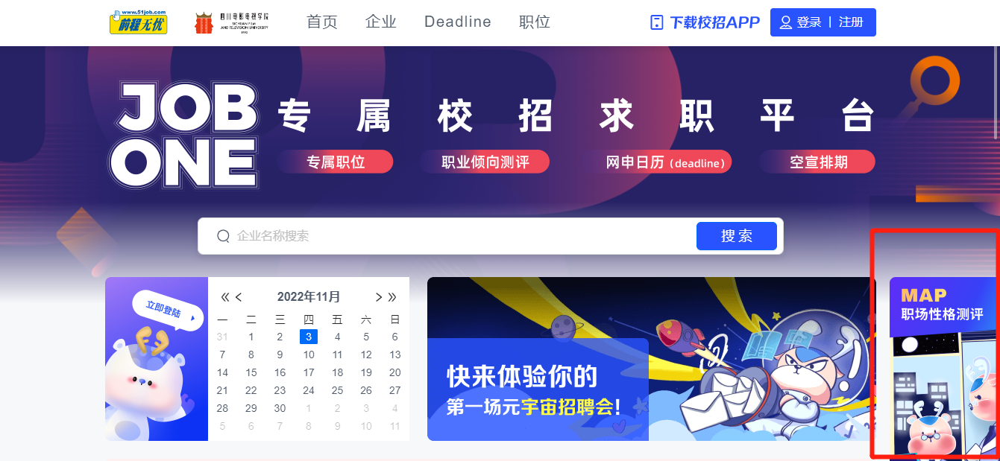 www.51job.com
前程无忧
四川电影电视学院
SICHUAN FILM
AND TELEVISION UNIVERSITY
首页 企业 Deadline 职位
下载校招APP
登录 | 注册
JOB
ONE
专属校招求职平台
专属职位 职业倾向测评 网申日历（deadline） 空宣排期
企业名称搜索
搜索
立即登陆
2022年11月
一 二 三 四 五 六 日
31 1 2 3 4 5 6
7 8 9 10 11 12 13
14 15 16 17 18 19 20
21 22 23 24 25 26 27
28 29 30 1 2 3 4
5 6 7 8 9 10 11
快来体验你的
第一场元宇宙招聘会!
MAP
职场性格测评